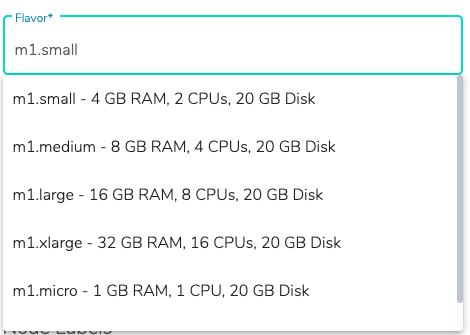 Flavor*
m1.small
m1.small - 4 GB RAM, 2 CPUs, 20 GB Disk
m1.medium - 8 GB RAM, 4 CPUs, 20 GB Disk
m1.large - 16 GB RAM, 8 CPUs, 20 GB Disk
m1.xlarge - 32 GB RAM, 16 CPUs, 20 GB Disk
m1.micro - 1 GB RAM, 1 CPU, 20 GB Disk
Node Labels